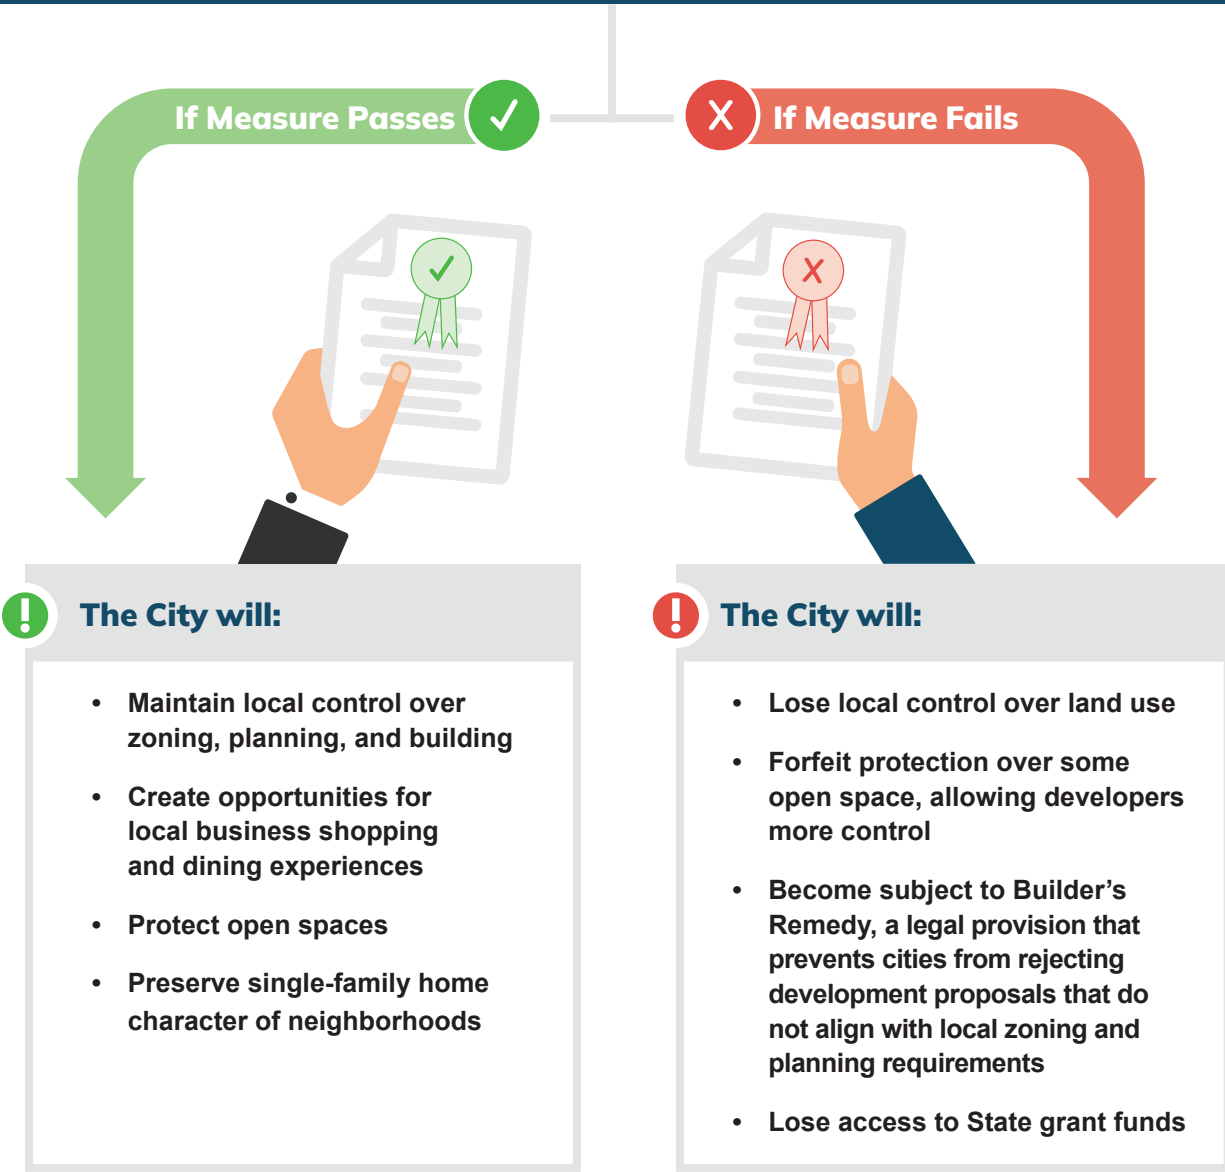 If Measure Passes
If Measure Fails
The City will:
• Maintain local control over
zoning, planning, and building
• Create opportunities for
local business shopping
and dining experiences
• Protect open spaces
• Preserve single-family home
character of neighborhoods
The City will:
• Lose local control over land use
• Forfeit protection over some
open space, allowing developers
more control
• Become subject to Builder’s
Remedy, a legal provision that
prevents cities from rejecting
development proposals that do
not align with local zoning and
planning requirements
• Lose access to State grant funds